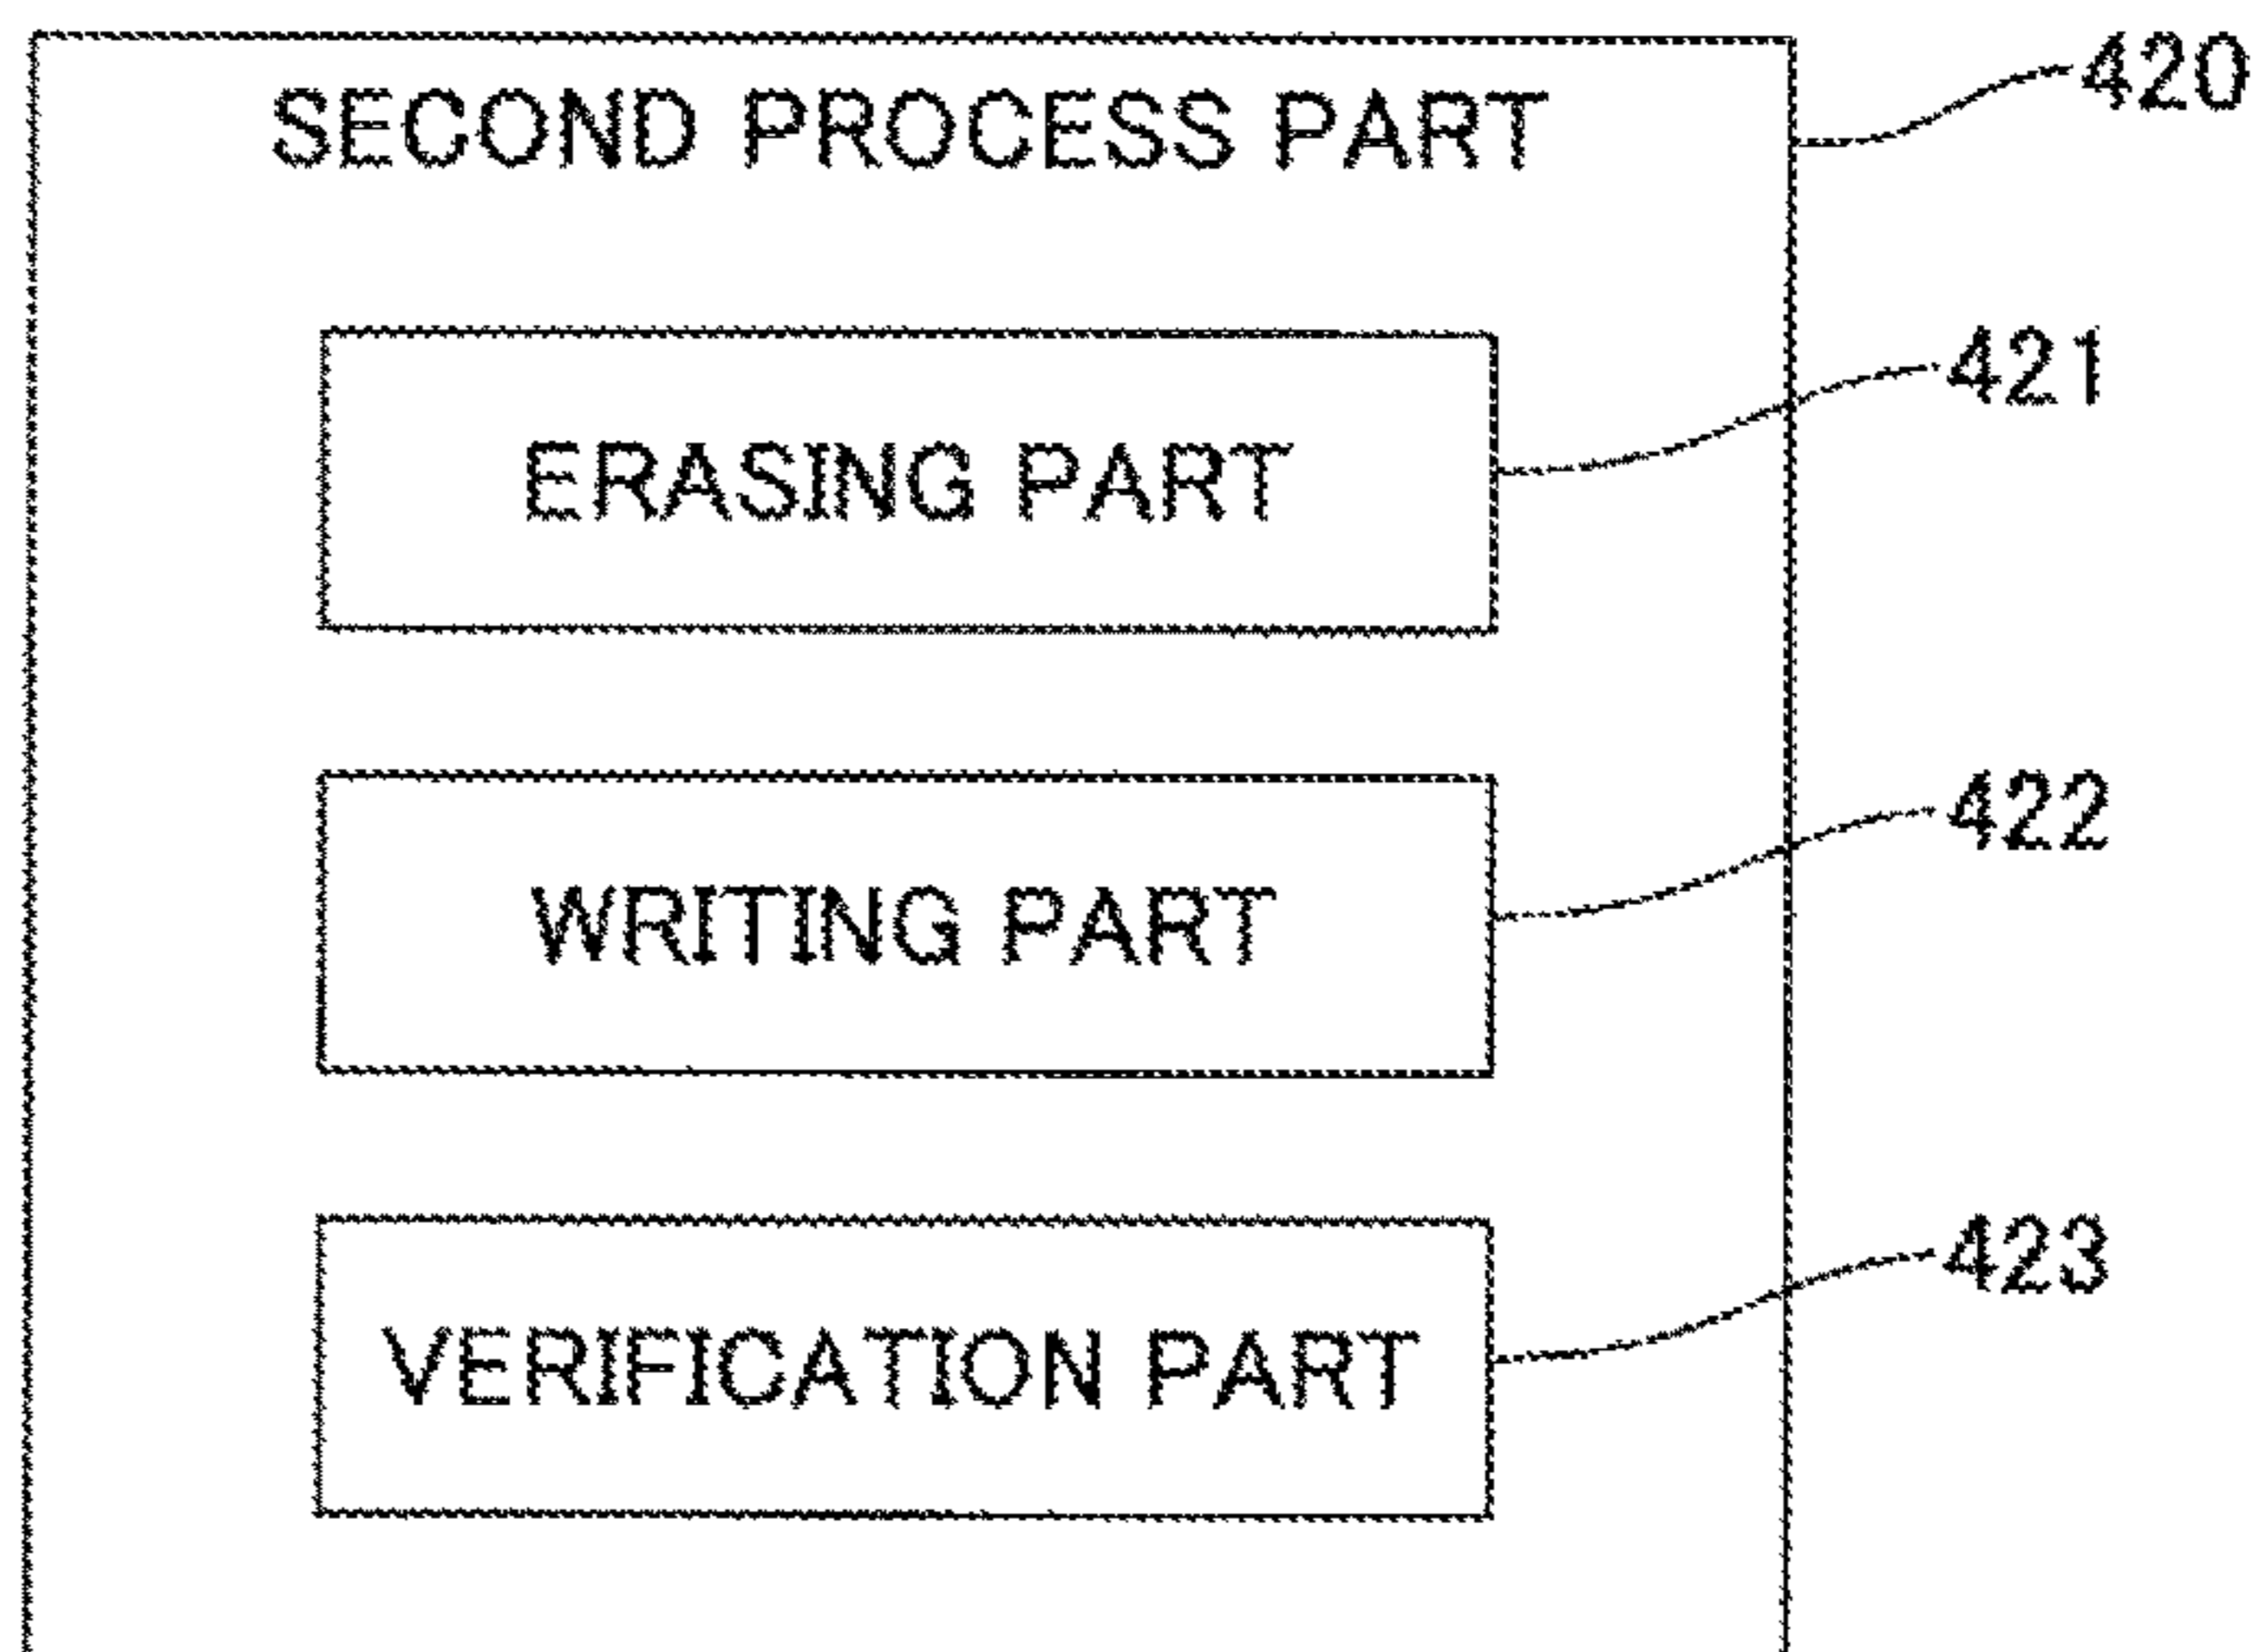 SECOND PROCESS PART
420
ERASING PART
421
WRITING PART
422
VERIFICATION PART
423